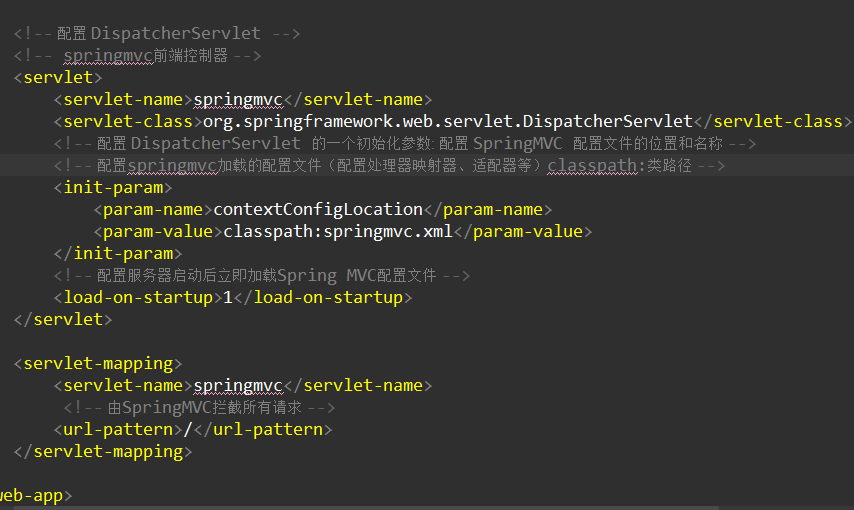 <!-- 配置 DispatcherServlet -->
<!-- springmvc前端控制器 -->
<servlet>
<servlet-name>springmvc</servlet-name>
<servlet-class>org.springframework.web.servlet.DispatcherServlet</servlet-class>
<!-- 配置 DispatcherServlet 的一个初始化参数: 配置 SpringMVC 配置文件的位置和名称 -->
<!-- 配置springmvc加载的配置文件（配置处理器映射器、适配器等）classpath:类路径 -->
<init-param>
<param-name>contextConfigLocation</param-name>
<param-value>classpath:springmvc.xml</param-value>
</init-param>
<!-- 配置服务器启动后立即加载Spring MVC配置文件 -->
<load-on-startup>1</load-on-startup>
</servlet>
<servlet-mapping>
<servlet-name>springmvc</servlet-name>
<!-- 由SpringMVC拦截所有请求 -->
<url-pattern>/</url-pattern>
</servlet-mapping>
web-app>